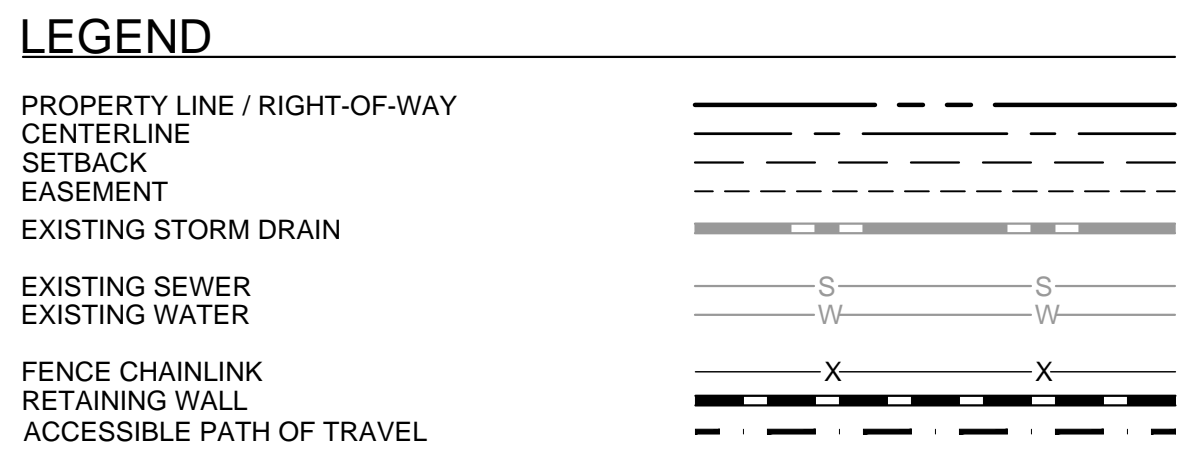 LEGEND
PROPERTY LINE / RIGHT-OF-WAY
CENTERLINE
SETBACK
EASEMENT
EXISTING STORM DRAIN
EXISTING SEWER S S
EXISTING WATER W W
FENCE CHAINLINK X X
RETAINING WALL
ACCESSIBLE PATH OF TRAVEL